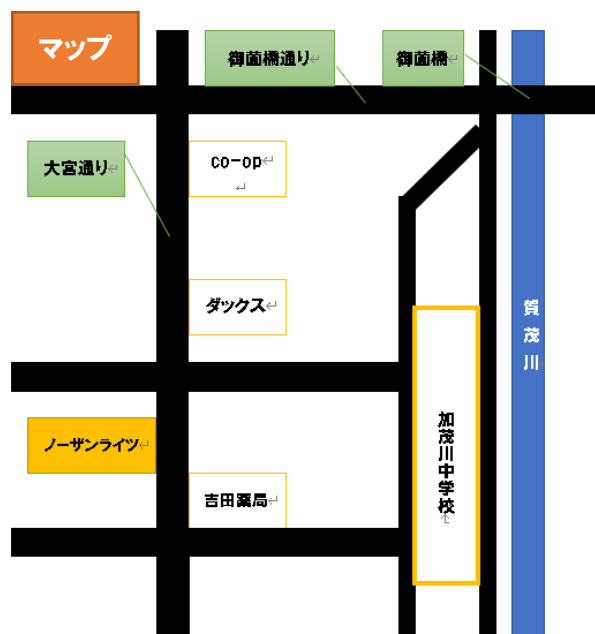 マップ
御薗橋通り
御薗橋
大宮通り
co-op
ダックス
賀茂川
ノーザンライツ
加茂川中学校
吉田薬局